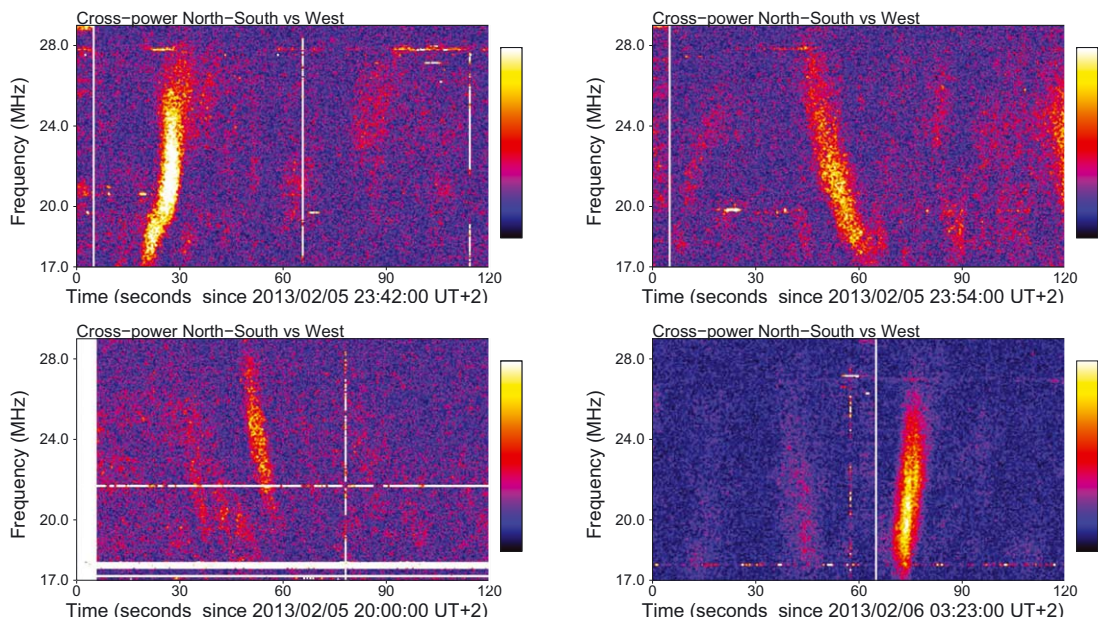 Cross-power North-South vs West
28.0
24.0
20.0
17.0
Frequency (MHz)
0 30 60 90 120
Time (seconds since 2013/02/05 23:42:00 UT+2)
Cross-power North-South vs West
28.0
24.0
20.0
17.0
Frequency (MHz)
0 30 60 90 120
Time (seconds since 2013/02/05 23:54:00 UT+2)
Cross-power North-South vs West
28.0
24.0
20.0
17.0
Frequency (MHz)
0 30 60 90 120
Time (seconds since 2013/02/05 20:00:00 UT+2)
Cross-power North-South vs West
28.0
24.0
20.0
17.0
Frequency (MHz)
0 30 60 90 120
Time (seconds since 2013/02/06 03:23:00 UT+2)